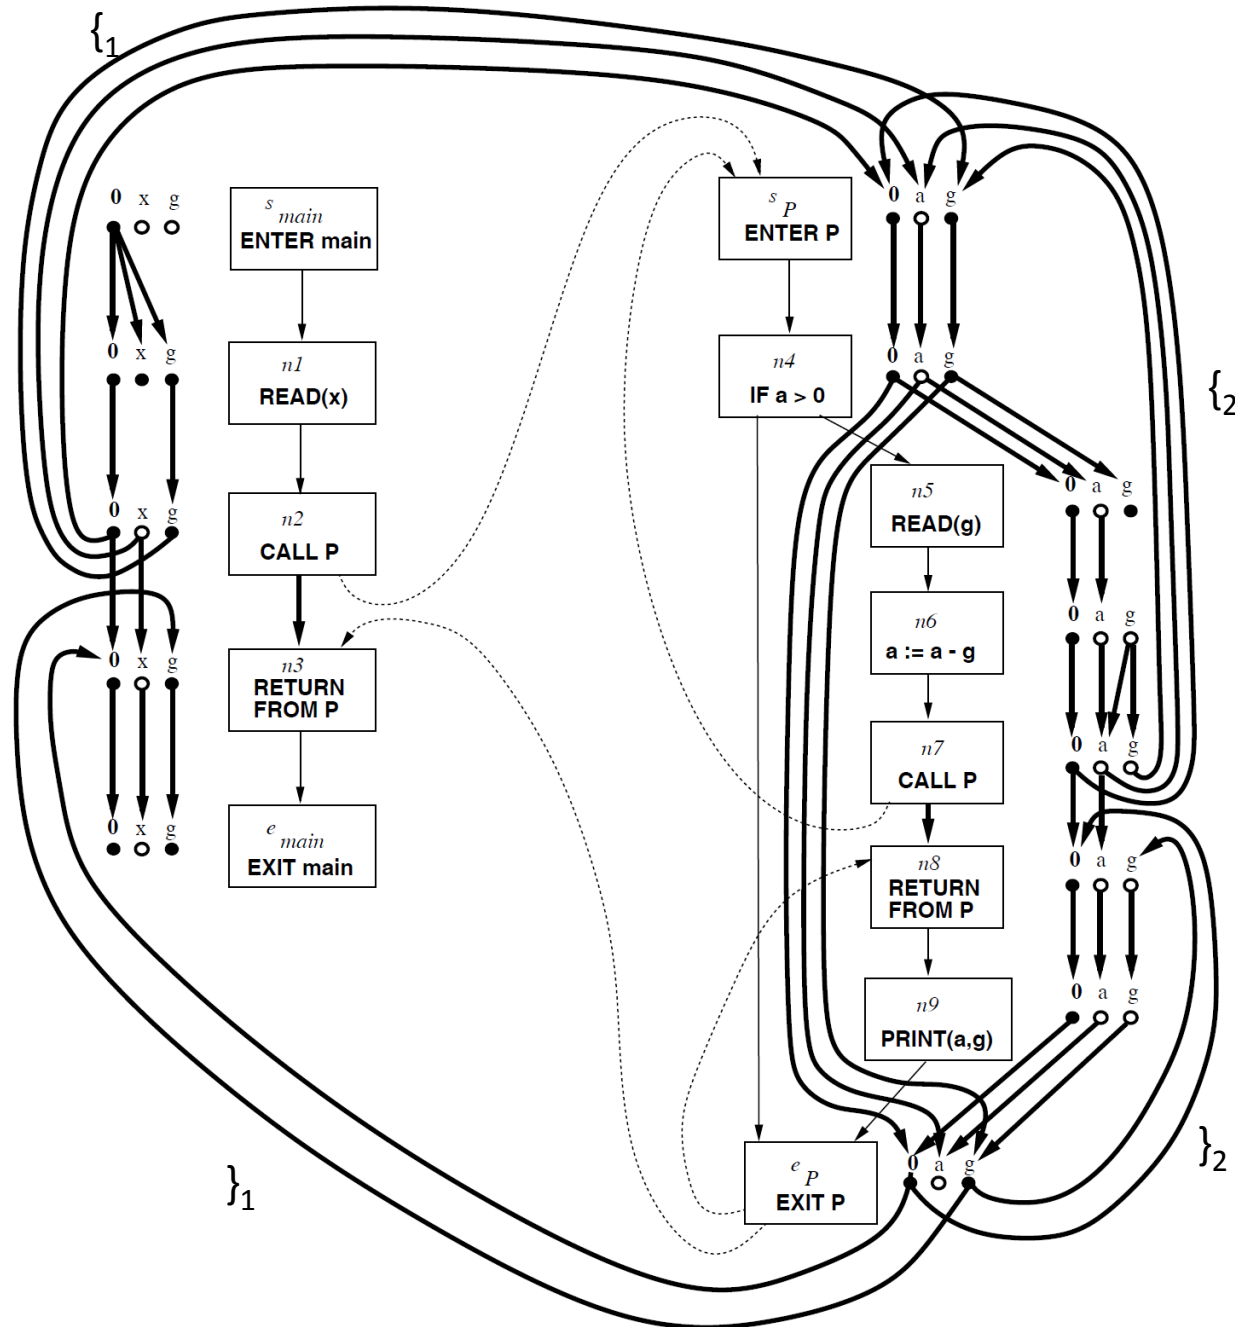 {1
0 x g
s main
ENTER main
s P
ENTER P
0 a g
0 x g
n1
READ(x)
n4
IF a > 0
0 a g
{2
0 x g
n2
CALL P
n5
READ(g)
0 a g
n6
a := a - g
0 a g
0 x g
n3
RETURN
FROM P
n7
CALL P
0 a g
0 x g
e main
EXIT main
n8
RETURN
FROM P
0 a g
n9
PRINT(a,g)
0 a g
}1
e P
EXIT P
0 a g
}2